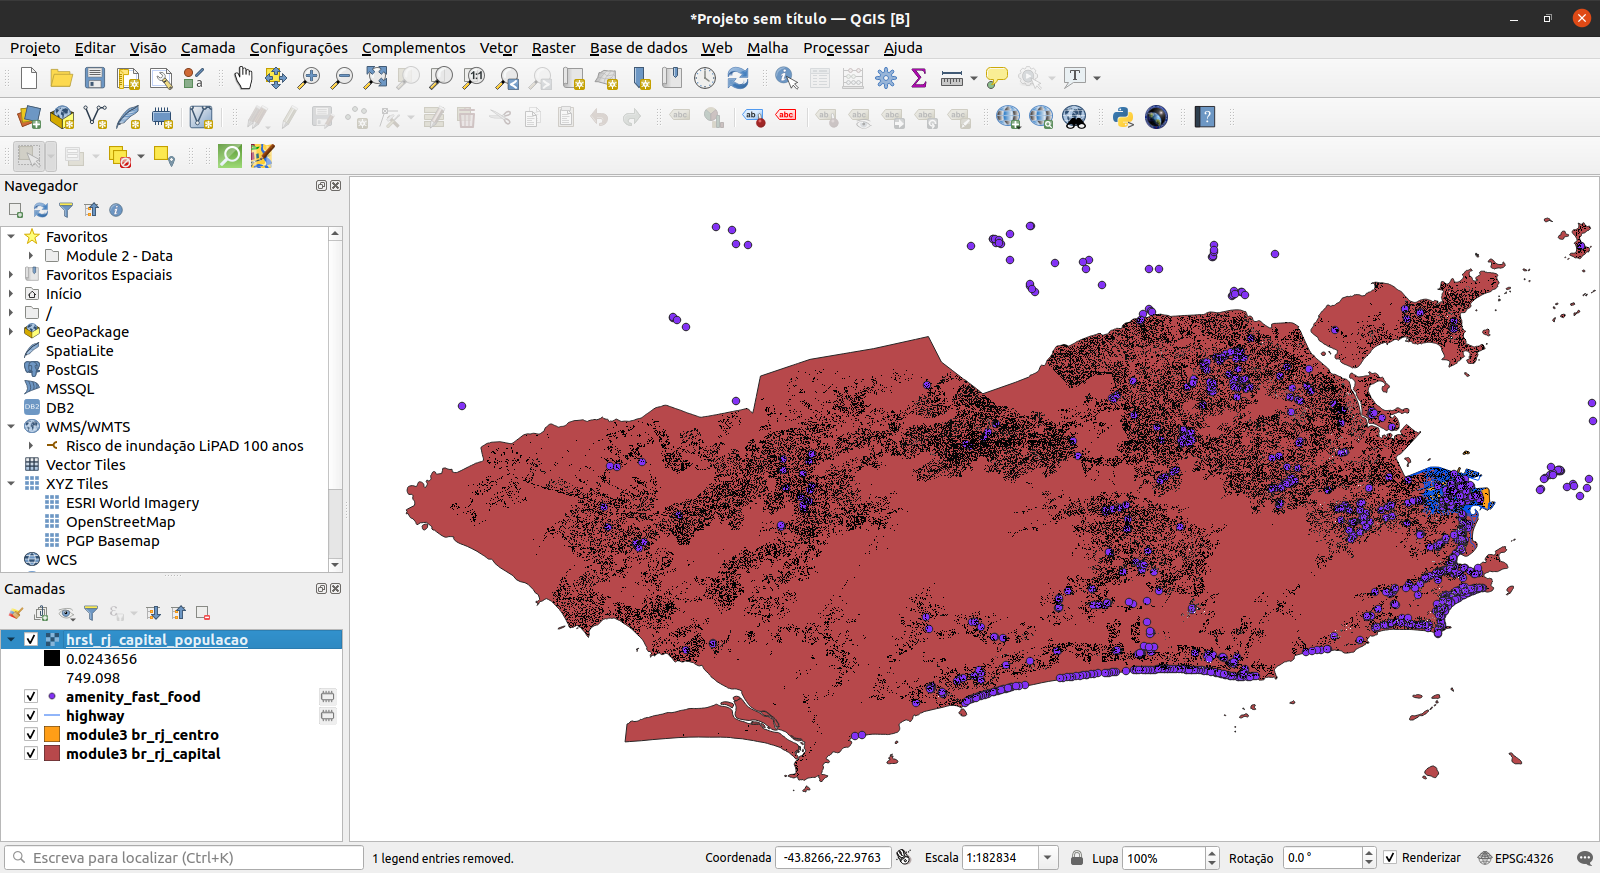 *Projeto sem título — QGIS [B]
Projeto Editar Visão Camada Configurações Complementos Vetor Raster Base de dados Web Malha Processar Ajuda
Navegador
Favoritos
Module 2 - Data
Favoritos Espaciais
Início
/
GeoPackage
SpatiaLite
PostGIS
MSSQL
DB2
WMS/WMTS
Risco de inundação LiPAD 100 anos
Vector Tiles
XYZ Tiles
ESRI World Imagery
OpenStreetMap
PGP Basemap
WCS
Camadas
hrsl_rj_capital_populacao
0.0243656
749.098
amenity_fast_food
highway
module3 br_rj_centro
module3 br_rj_capital
Escreva para localizar (Ctrl+K) 1 legend entries removed. Coordenada -43.8266,-22.9763 Escala 1:182834 Lupa 100% Rotação 0.0 ° Renderizar EPSG:4326